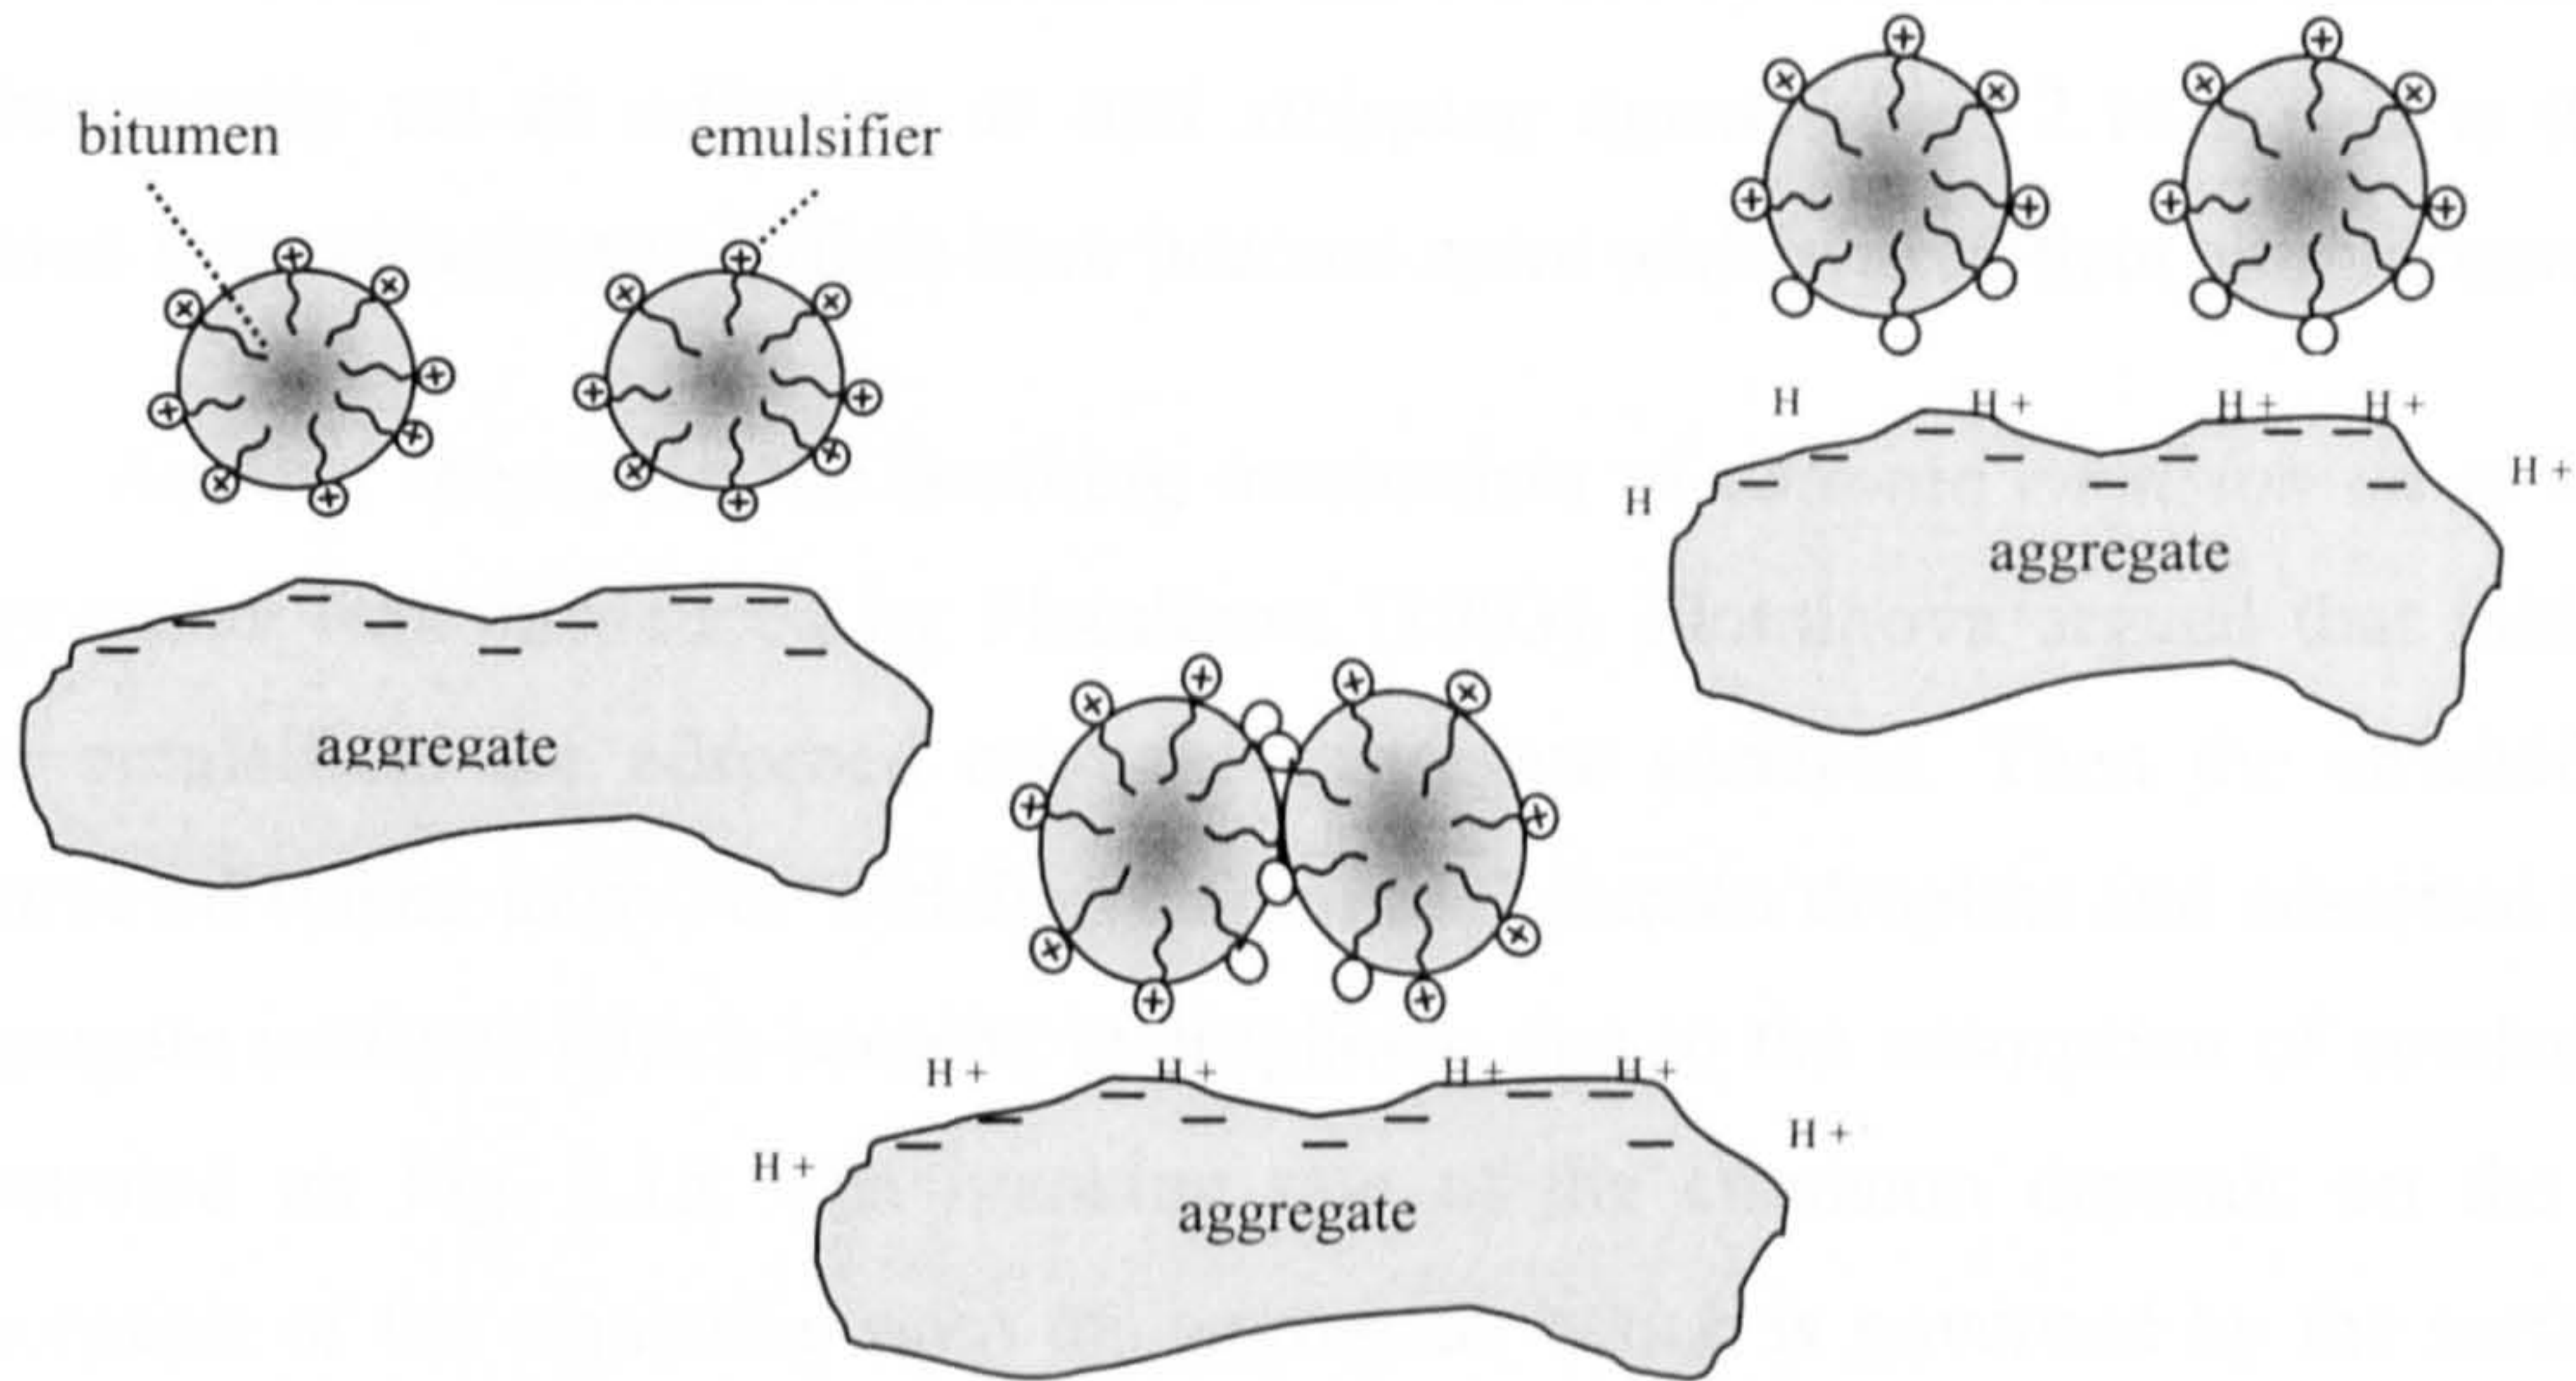 bitumen
emulsifier
aggregate
H
H +
H +
H +
H
H +
aggregate
H +
H +
H +
H +
H +
H +
aggregate